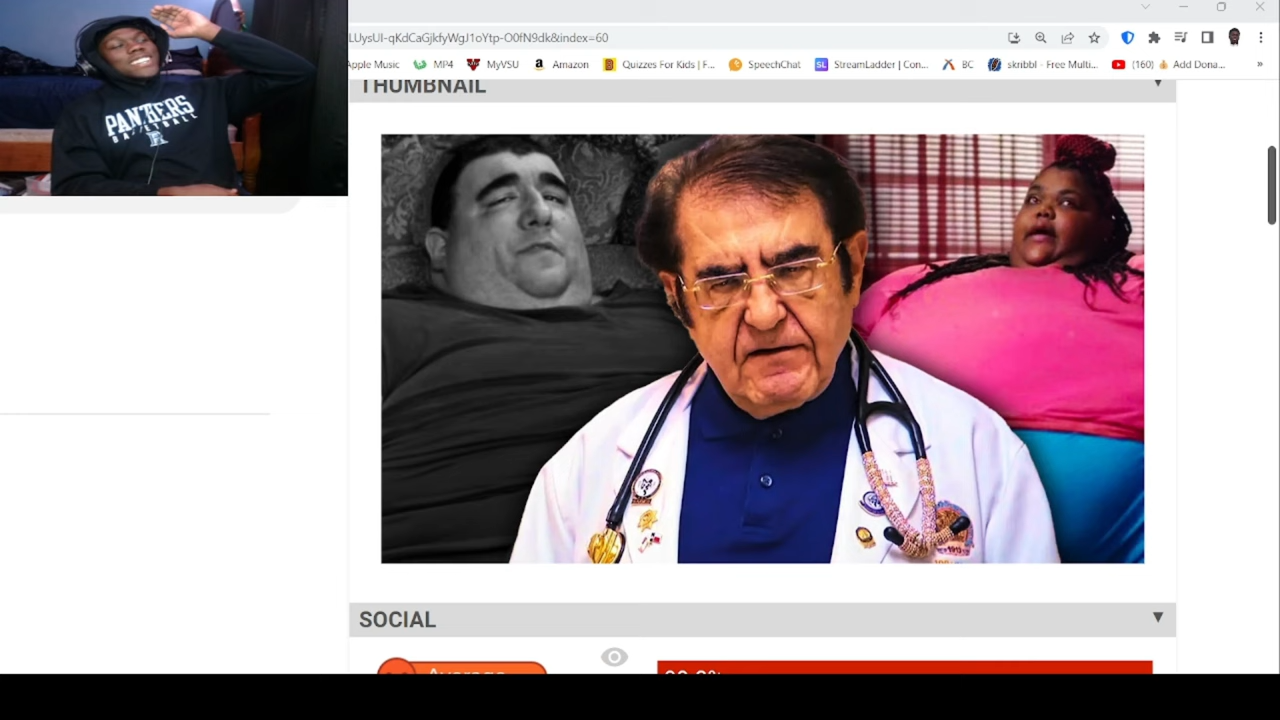 LUysUI-qKdCaGjkfyWgJ1oYtp-O0fN9dk&index=60
Apple Music MP4 MyVSU Amazon Quizzes For Kids | F... SpeechChat StreamLadder | Con... BC skribbl - Free Multi... (160) 👍 Add Dona... »
THUMBNAIL
PANTHERS
BASKETBALL
SOCIAL